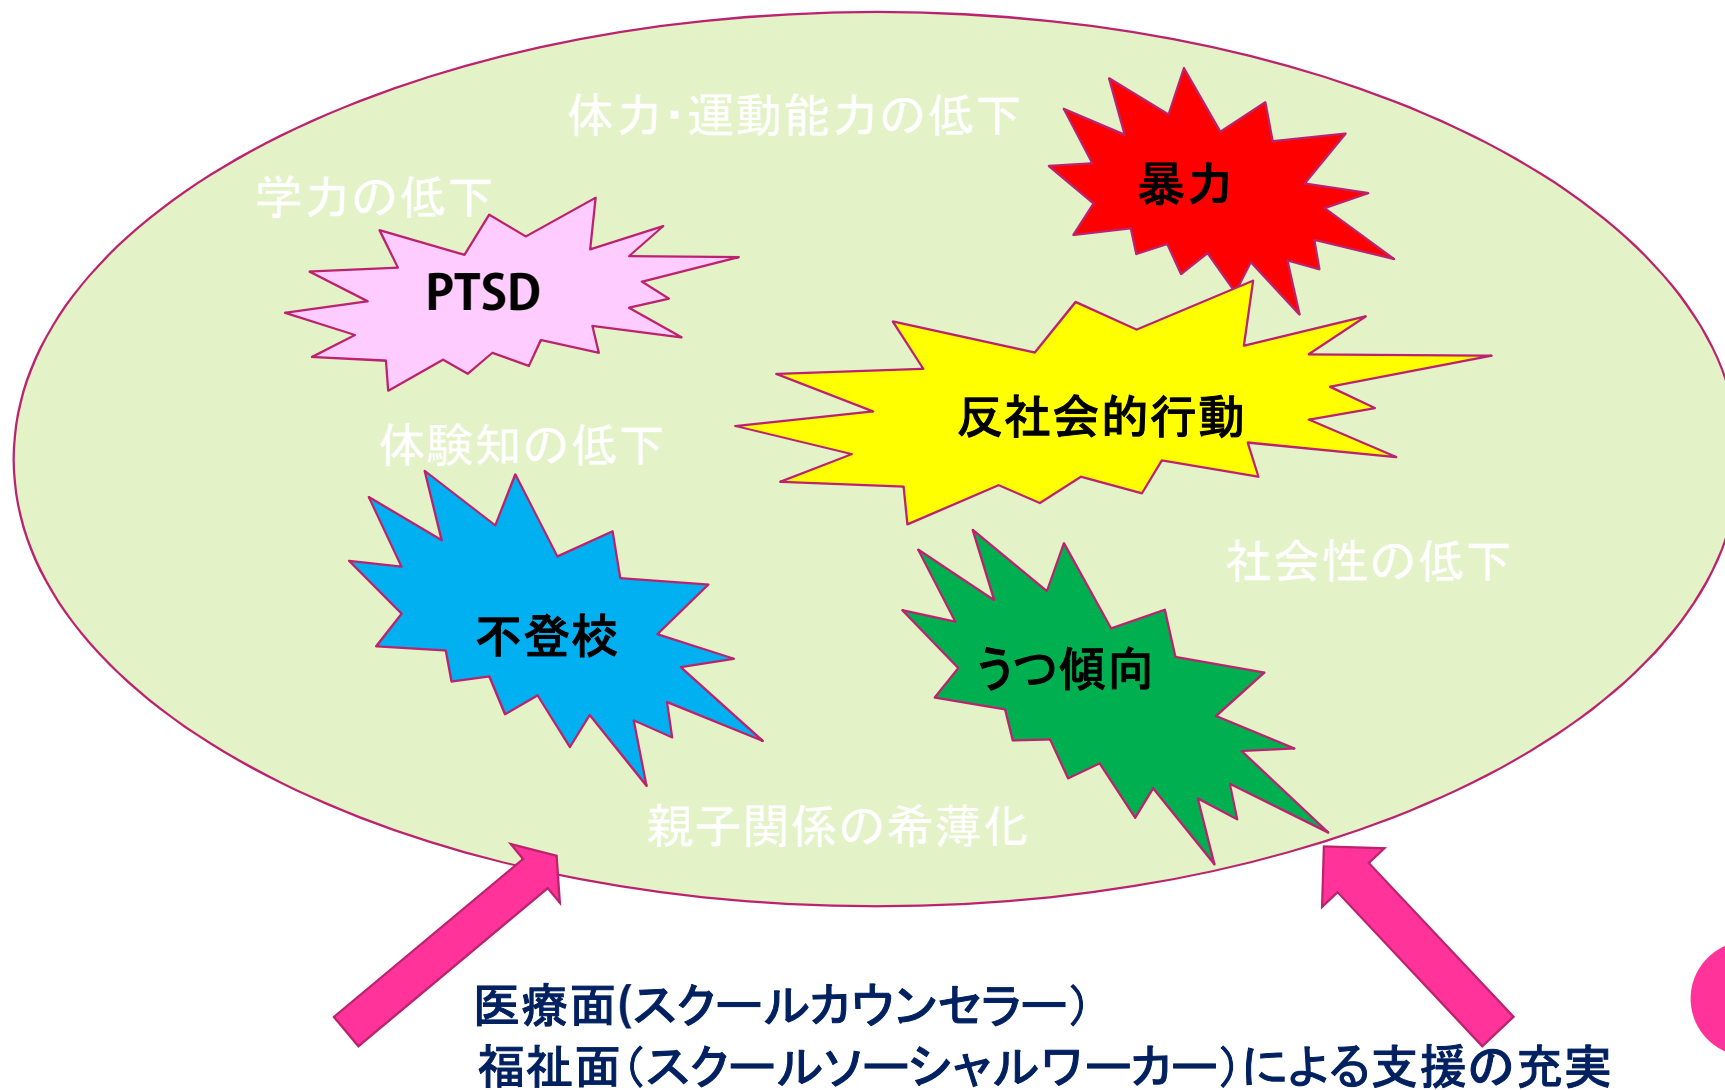 体力・運動能力の低下
暴力
学力の低下
PTSD
反社会的行動
体験知の低下
社会性の低下
不登校
うつ傾向
親子関係の希薄化
医療面(スクールカウンセラー）
福祉面（スクールソーシャルワーカー）による支援の充実